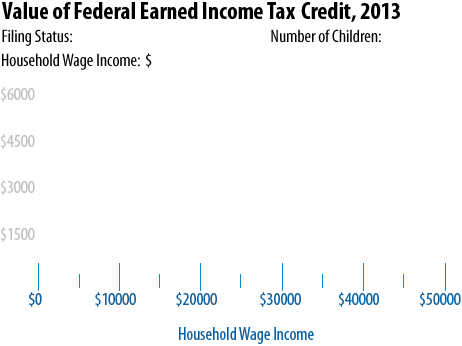 Value of Federal Earned Income Tax Credit, 2013
Filing Status: Number of Children:
Household Wage Income: $
$6000
$4500
$3000
$1500
$0 $10000 $20000 $30000 $40000 $50000
Household Wage Income